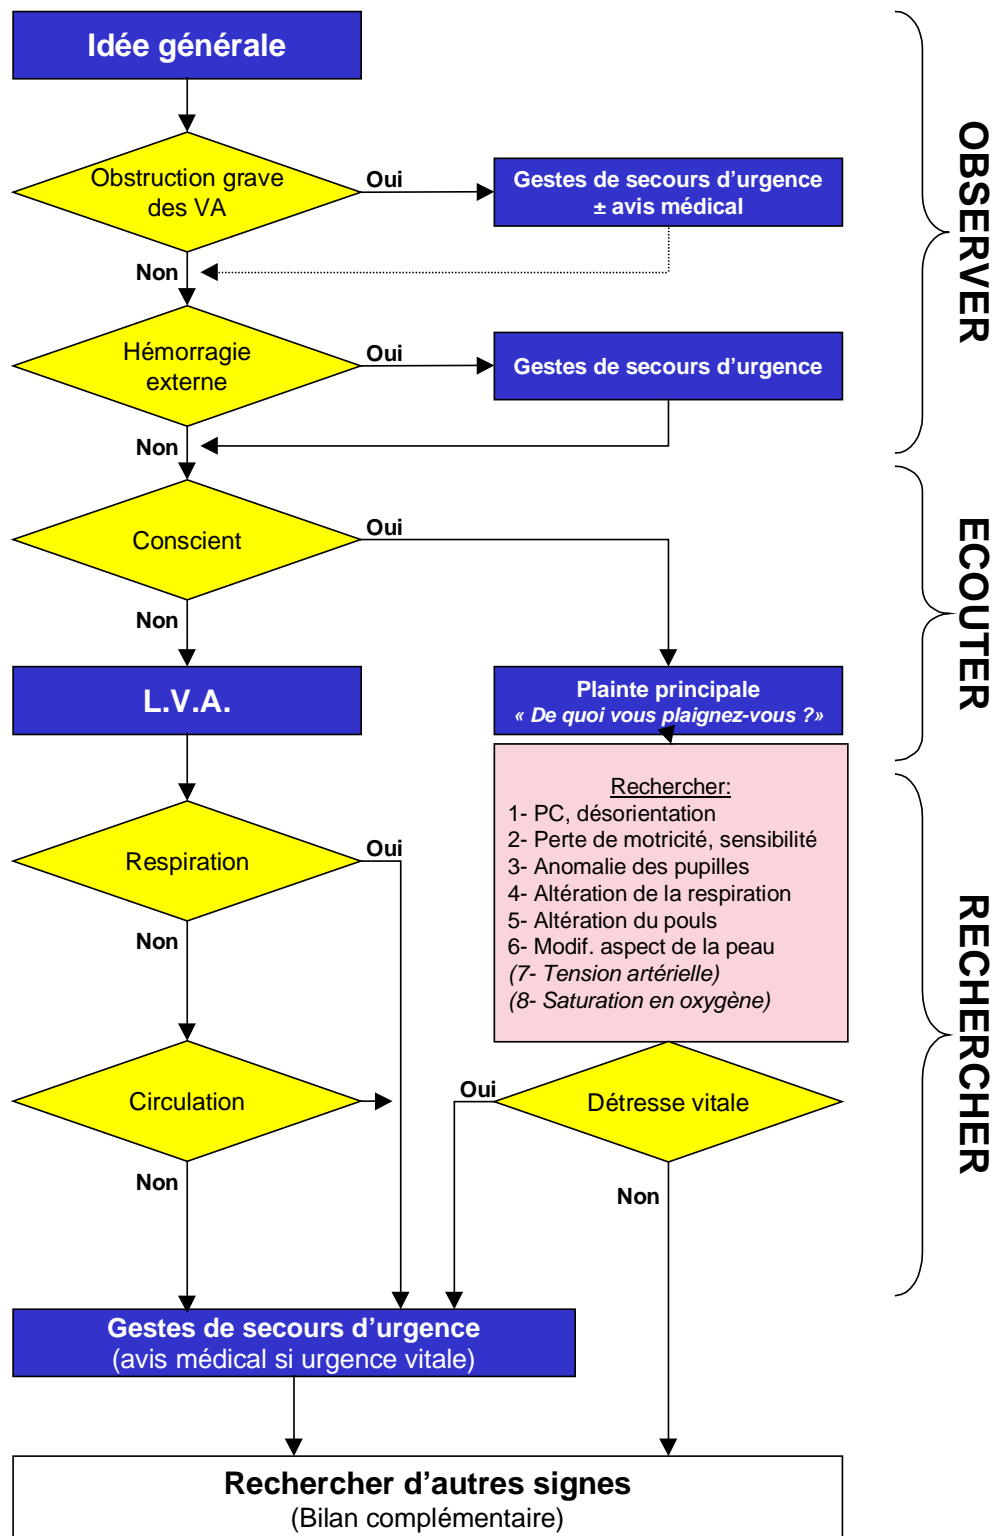 Idée générale
Obstruction grave
des VA
Oui
Gestes de secours d'urgence
± avis médical
Non
Hémorragie
externe
Oui
Gestes de secours d'urgence
Non
OBSERVER
Conscient
Oui
Non
L.V.A.
Plainte principale
« De quoi vous plaignez-vous ?»
ECOUTER
Rechercher:
1- PC, désorientation
2- Perte de motricité, sensibilité
3- Anomalie des pupilles
4- Altération de la respiration
5- Altération du pouls
6- Modif. aspect de la peau
(7- Tension artérielle)
(8- Saturation en oxygène)
Respiration
Oui
Non
Circulation
Non
Oui
Détresse vitale
Non
RECHERCHER
Gestes de secours d'urgence
(avis médical si urgence vitale)
Rechercher d'autres signes
(Bilan complémentaire)